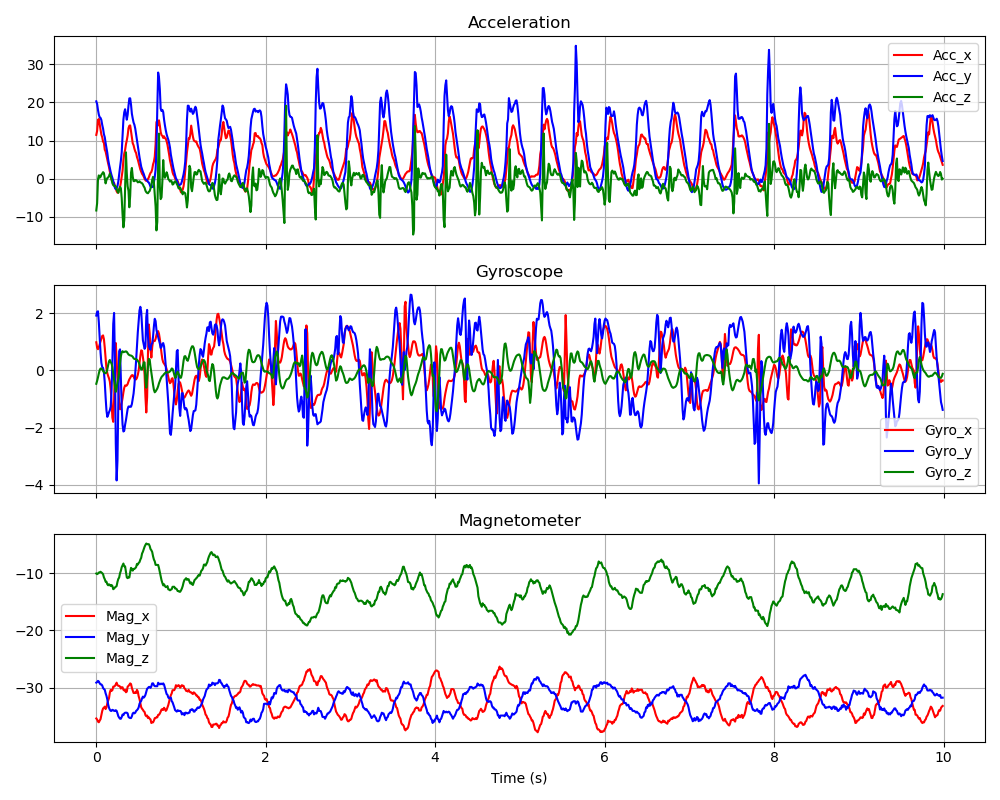 Acceleration
30
20
10
0
−10
Acc_x
Acc_y
Acc_z
Gyroscope
2
0
−2
−4
Gyro_x
Gyro_y
Gyro_z
Magnetometer
−10
−20
−30
Mag_x
Mag_y
Mag_z
0 2 4 6 8 10
Time (s)